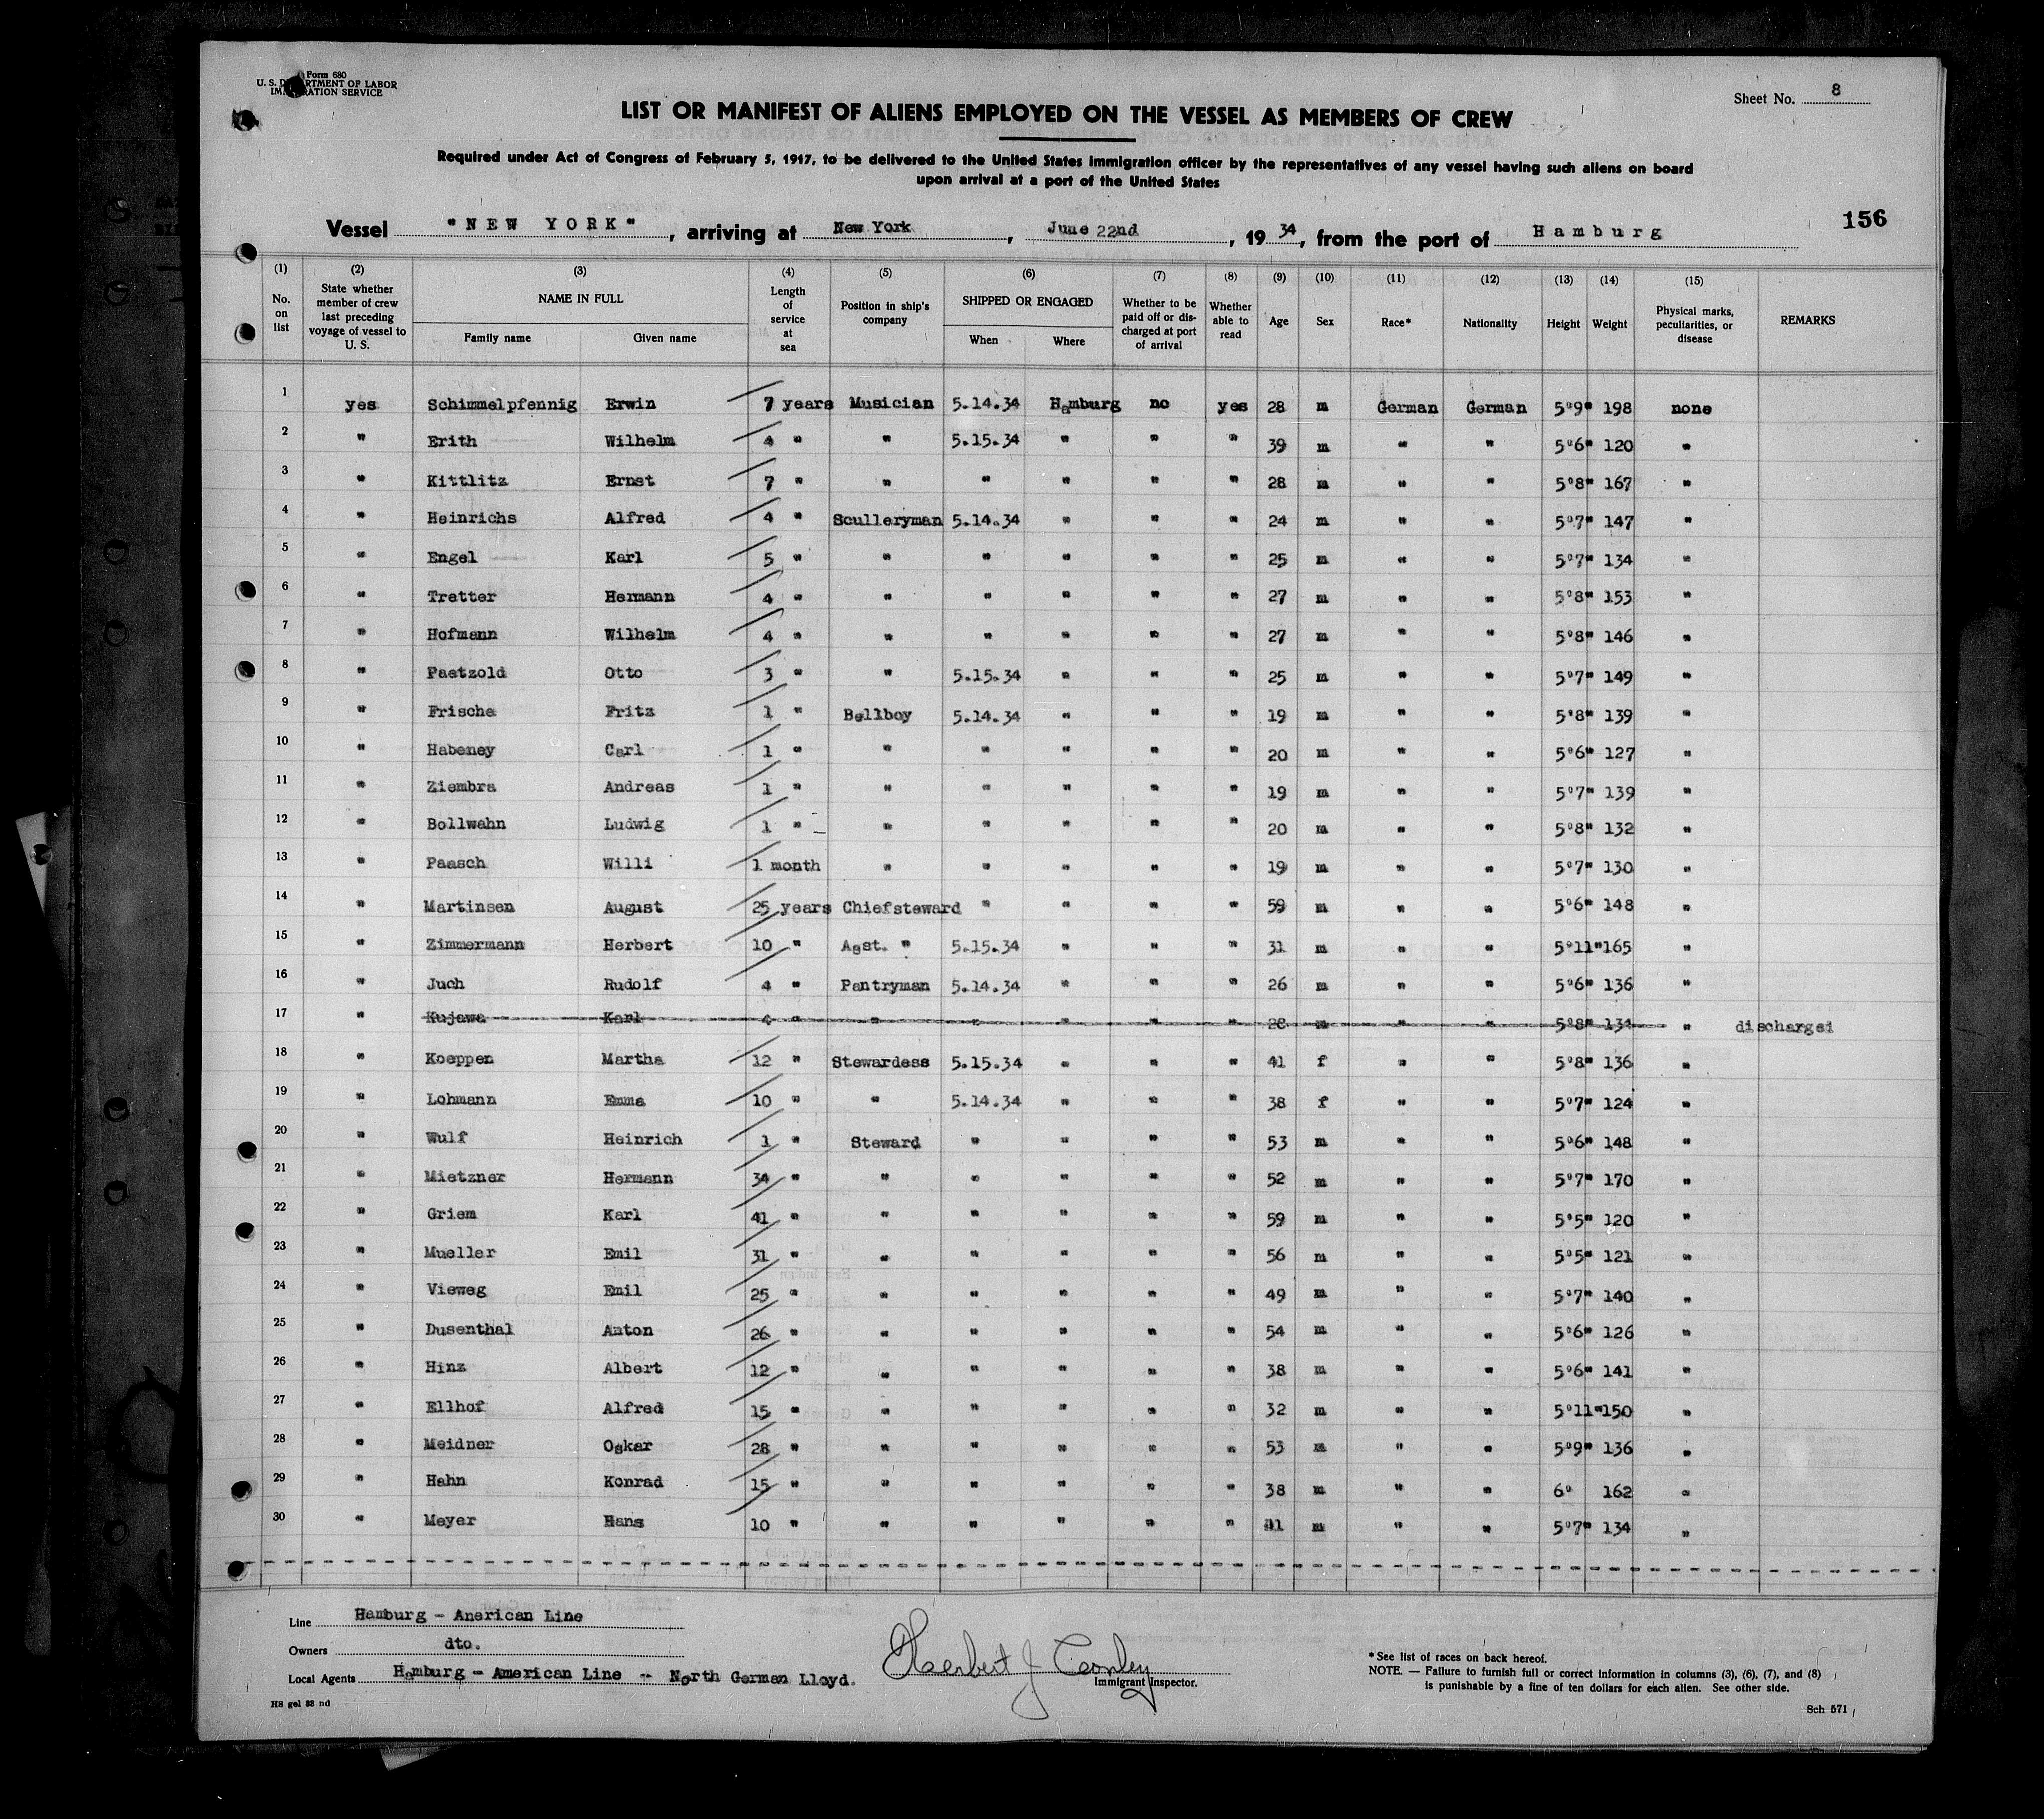 Form 680
U. S. DEPARTMENT OF LABOR
IMMIGRATION SERVICE
Sheet No. 8
LIST OR MANIFEST OF ALIENS EMPLOYED ON THE VESSEL AS MEMBERS OF CREW
Required under Act of Congress of February 5, 1917, to be delivered to the United States immigration officer by the representatives of any vessel having such aliens on board
upon arrival at a port of the United States
156
Vessel "NEW YORK", arriving at New York, June 22nd, 1934, from the port of Hamburg
(1) No. on list (2) State whether member of crew last preceding voyage of vessel to U. S. (3) NAME IN FULL Family name Given name (4) Length of service at sea (5) Position in ship's company (6) SHIPPED OR ENGAGED When Where (7) Whether to be paid off or discharged at port of arrival (8) Whether able to read (9) Age (10) Sex (11) Race* (12) Nationality (13) Height (14) Weight (15) Physical marks, peculiarities, or disease REMARKS
1 yes Schimmelpfennig Erwin 7 years Musician 5.14.34 Hamburg no yes 28 m German German 5'9" 198 none
2 " Erith Wilhelm 4 " " 5.15.34 " " " 39 m " " 5'6" 120 "
3 " Kittlitz Ernst 7 " " " " " " 28 m " " 5'8" 167 "
4 " Heinrichs Alfred 4 " Sculleryman 5.14.34 " " " 24 m " " 5'7" 147 "
5 " Engel Karl 5 " " " " " " 25 m " " 5'7" 134 "
6 " Tretter Hermann 4 " " " " " " 27 m " " 5'8" 153 "
7 " Hofmann Wilhelm 4 " " " " " " 27 m " " 5'8" 146 "
8 " Paetzold Otto 3 " " 5.15.34 " " " 25 m " " 5'7" 149 "
9 " Frische Fritz 1 " Bellboy 5.14.34 " " " 19 m " " 5'8" 139 "
10 " Habeney Carl 1 " " " " " " 20 m " " 5'6" 127 "
11 " Ziembra Andreas 1 " " " " " " 19 m " " 5'7" 139 "
12 " Bollwahn Ludwig 1 " " " " " " 20 m " " 5'8" 132 "
13 " Paasch Willi 1 month " " " " " 19 m " " 5'7" 130 "
14 " Martinsen August 25 years Chiefsteward " " " " 59 m " " 5'6" 148 "
15 " Zimmermann Herbert 10 " Asst. " 5.15.34 " " " 31 m " " 5'11" 165 "
16 " Juch Rudolf 4 " Pantryman 5.14.34 " " " 26 m " " 5'6" 136 "
17 " Kujawa Karl 4 " " " " " " 28 m " " 5'8" 134 " discharged
18 " Koeppen Martha 12 " Stewardess 5.15.34 " " " 41 f " " 5'8" 136 "
19 " Lohmann Emma 10 " " 5.14.34 " " " 38 f " " 5'7" 124 "
20 " Wulf Heinrich 1 " Steward " " " " 53 m " " 5'6" 148 "
21 " Mietzner Hermann 34 " " " " " " 52 m " " 5'7" 170 "
22 " Griem Karl 41 " " " " " " 59 m " " 5'5" 120 "
23 " Mueller Emil 31 " " " " " " 56 m " " 5'5" 121 "
24 " Vieweg Emil 25 " " " " " " 49 m " " 5'7" 140 "
25 " Dusenthal Anton 26 " " " " " " 54 m " " 5'6" 126 "
26 " Hinz Albert 12 " " " " " " 38 m " " 5'6" 141 "
27 " Ellhof Alfred 15 " " " " " " 32 m " " 5'11" 150 "
28 " Meidner Oskar 28 " " " " " " 53 m " " 5'9" 136 "
29 " Hahn Konrad 15 " " " " " " 38 m " " 6' 162 "
30 " Meyer Hans 10 " " " " " " 41 m " " 5'7" 134 "
Line Hamburg - American Line
Owners dto.
Local Agents Hamburg - American Line -- North German Lloyd.
Herbert J Conley
Immigrant Inspector.
* See list of races on back hereof.
NOTE. — Failure to furnish full or correct information in columns (3), (6), (7), and (8)
is punishable by a fine of ten dollars for each alien. See other side.
H8 gel 33 nd
Sch 571